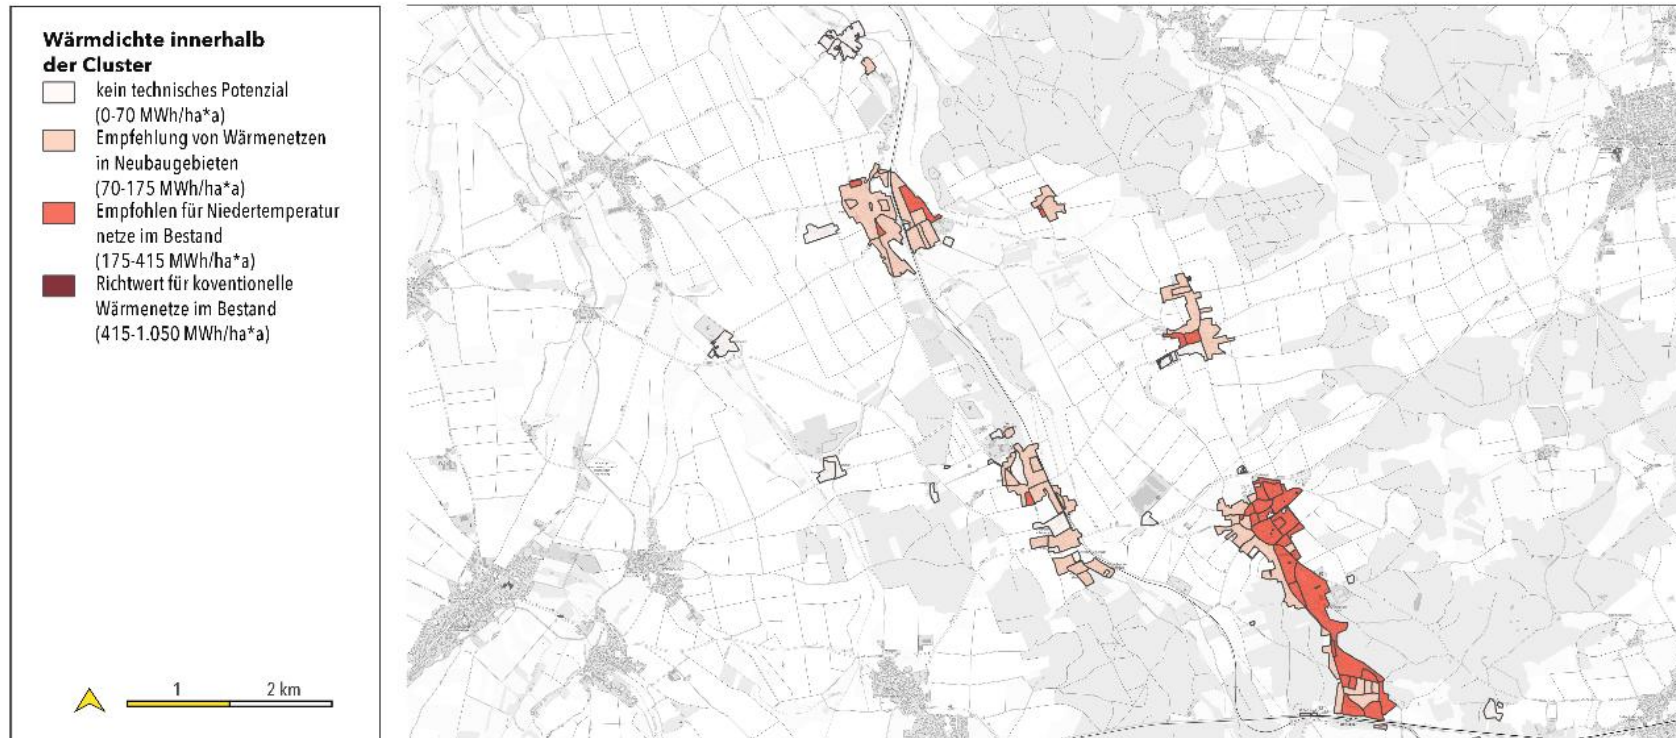 Wärmdichte innerhalb
der Cluster
kein technisches Potenzial
(0-70 MWh/ha*a)
Empfehlung von Wärmenetzen
in Neubaugebieten
(70-175 MWh/ha*a)
Empfohlen für Niedertemperatur
netze im Bestand
(175-415 MWh/ha*a)
Richtwert für koventionelle
Wärmenetze im Bestand
(415-1.050 MWh/ha*a)
1 2 km